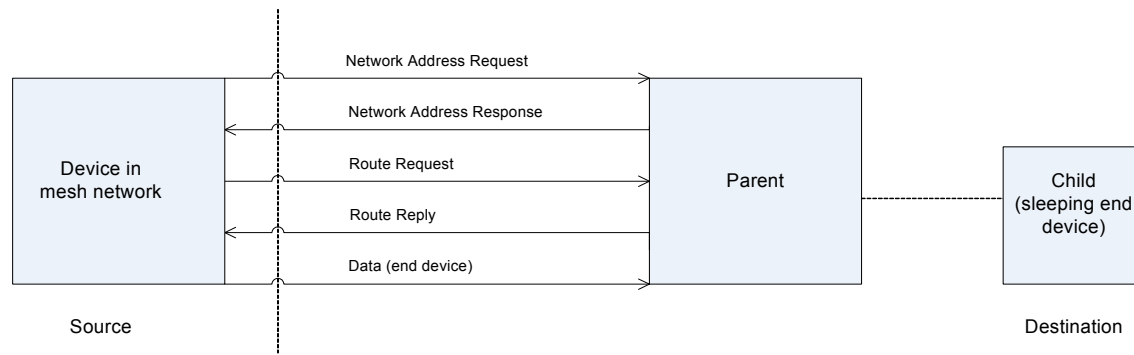 Network Address Request
Network Address Response
Route Request
Route Reply
Data (end device)
Device in
mesh network
Parent
Child
(sleeping end
device)
Source
Destination